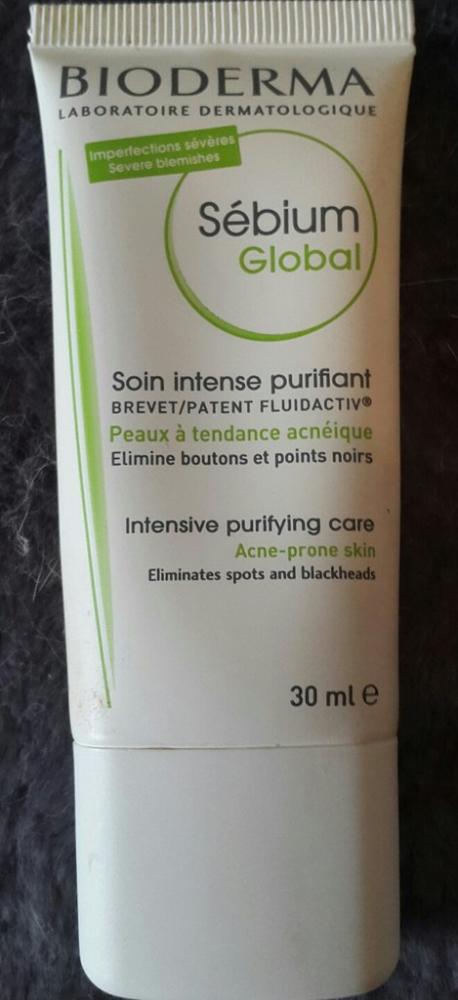 BIODERMA
LABORATOIRE DERMATOLOGIQUE
Imperfections sévères
Severe blemishes
Sébium
Global
Soin intense purifiant
BREVET/PATENT FLUIDACTIV®
Peaux à tendance acnéique
Elimine boutons et points noirs
Intensive purifying care
Acne-prone skin
Eliminates spots and blackheads
30 ml e